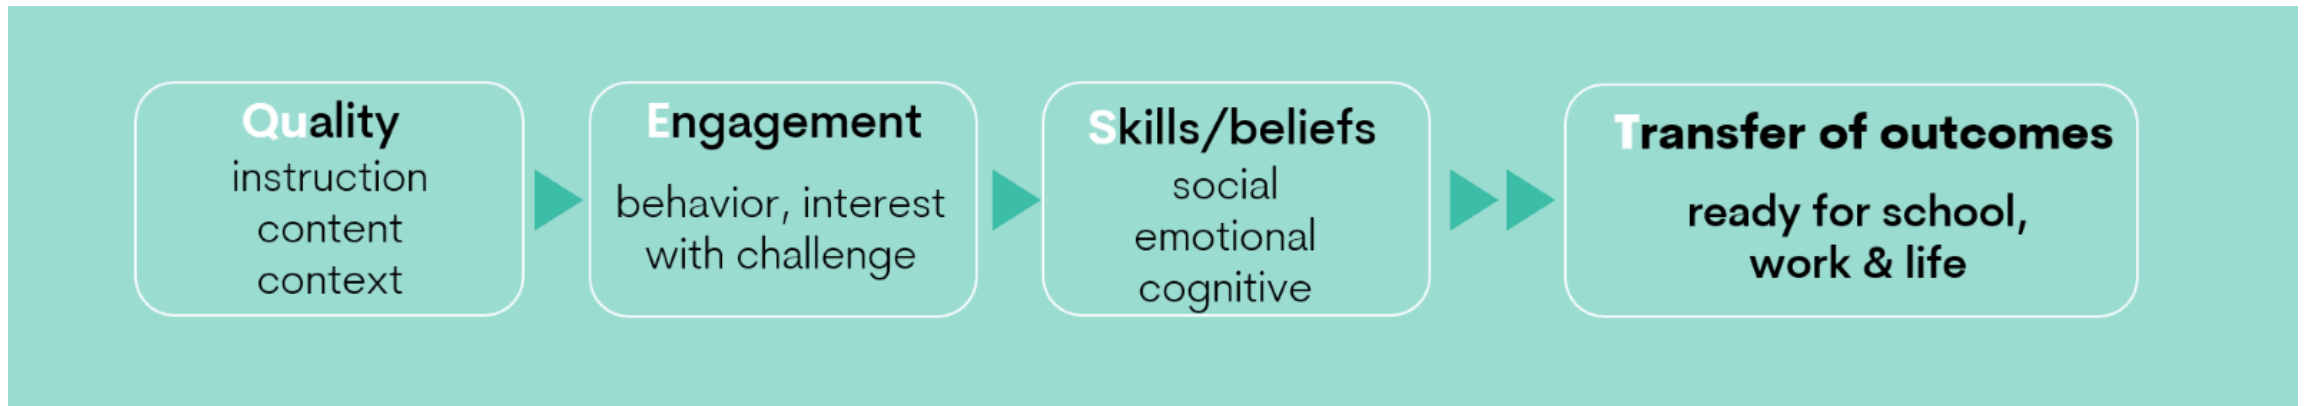 Quality
instruction
content
context
Engagement
behavior, interest
with challenge
Skills/beliefs
social
emotional
cognitive
Transfer of outcomes
ready for school,
work & life